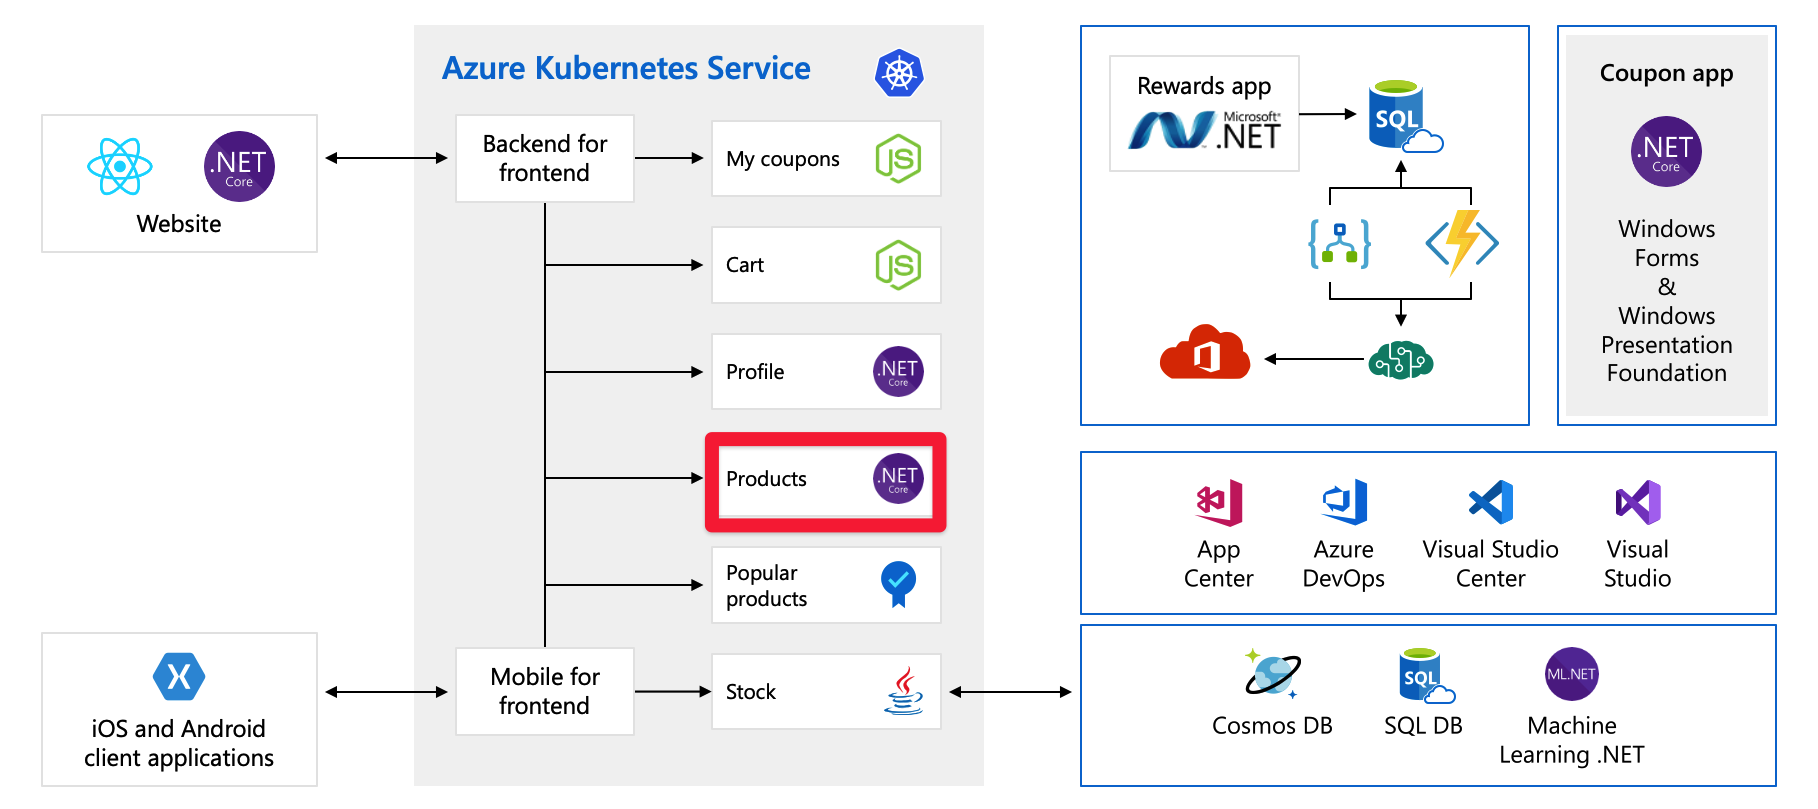 Azure Kubernetes Service
.NET
Core
Website
Backend for
frontend
My coupons
JS
Cart
JS
Profile
.NET
Core
Products
.NET
Core
Popular
products
Mobile for
frontend
Stock
X
iOS and Android
client applications
Rewards app
Microsoft®
.NET
SQL
Coupon app
.NET
Core
Windows
Forms
&
Windows
Presentation
Foundation
App
Center
Azure
DevOps
Visual Studio
Center
Visual
Studio
Cosmos DB
SQL
SQL DB
ML.NET
Machine
Learning .NET